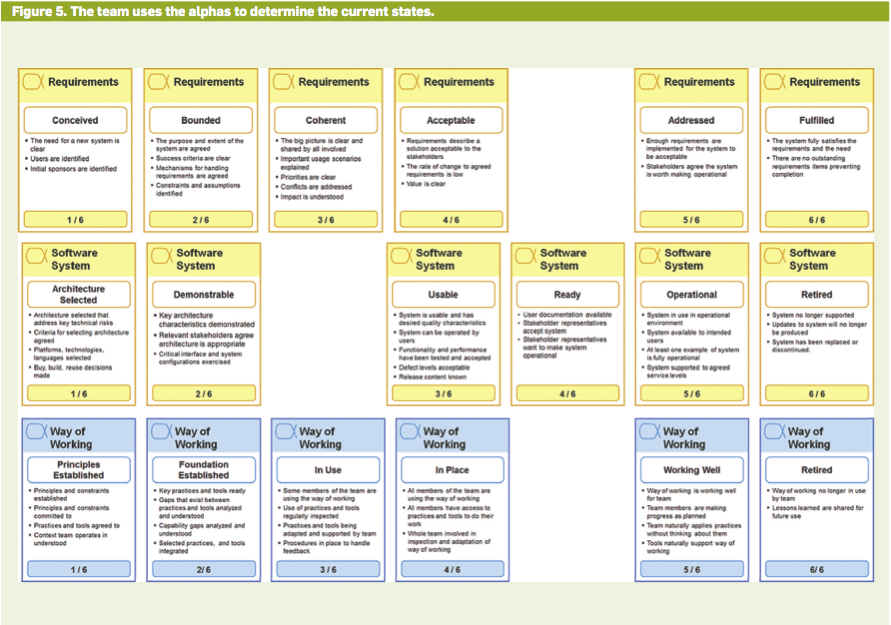 Figure 5. The team uses the alphas to determine the current states.
Requirements
Conceived
• The need for a new system is
clear
• Users are identified
• Initial sponsors are identified
1 / 6
Requirements
Bounded
• The purpose and extent of the
system are agreed
• Success criteria are clear
• Mechanisms for handling
requirements are agreed
• Constraints and assumptions
identified
2 / 6
Requirements
Coherent
• The big picture is clear and
shared by all involved
• Important usage scenarios
explained
• Priorities are clear
• Conflicts are addressed
• Impact is understood
3 / 6
Requirements
Acceptable
• Requirements describe a
solution acceptable to the
stakeholders
• The rate of change to agreed
requirements is low
• Value is clear
4 / 6
Requirements
Addressed
• Enough requirements are
implemented for the system to
be acceptable
• Stakeholders agree the system
is worth making operational
5 / 6
Requirements
Fulfilled
• The system fully satisfies the
requirements and the need
• There are no outstanding
requirements items preventing
completion
6 / 6
Software
System
Architecture
Selected
• Architecture selected that
address key technical risks
• Criteria for selecting architecture
agreed
• Platforms, technologies,
languages selected
• Buy, build, reuse decisions
made
1 / 6
Software
System
Demonstrable
• Key architecture
characteristics demonstrated
• Relevant stakeholders agree
architecture is appropriate
• Critical interface and system
configurations exercised
2 / 6
Software
System
Usable
• System is usable and has
desired quality characteristics
• System can be operated by
users
• Functionality and performance
have been tested and accepted
• Defect levels acceptable
• Release content known
3 / 6
Software
System
Ready
• User documentation available
• Stakeholder representatives
accept system
• Stakeholder representatives
want to make system
operational
4 / 6
Software
System
Operational
• System in use in operational
environment
• System available to intended
users
• At least one example of system
is fully operational
• System supported to agreed
service levels
5 / 6
Software
System
Retired
• System no longer supported
• Updates to system will no longer
be produced
• System has been replaced or
discontinued.
6 / 6
Way of
Working
Principles
Established
• Principles and constraints
established
• Principles and constraints
committed to
• Practices and tools agreed to
• Context team operates in
understood
1 / 6
Way of
Working
Foundation
Established
• Key practices and tools ready
• Gaps that exist between
practices and tools analyzed
and understood
• Capability gaps analyzed and
understood
• Selected practices, and tools
integrated
2/ 6
Way of
Working
In Use
• Some members of the team are
using the way of working
• Use of practices and tools
regularly inspected
• Practices and tools being
adapted and supported by team
• Procedures in place to handle
feedback
3 / 6
Way of
Working
In Place
• All members of the team are
using the way of working
• All members have access to
practices and tools to do their
work
• Whole team involved in
inspection and adaptation of
way of working
4 / 6
Way of
Working
Working Well
• Way of working is working well
for team
• Team members are making
progress as planned
• Team naturally applies practices
without thinking about them
• Tools naturally support way of
working
5 / 6
Way of
Working
Retired
• Way of working no longer in use
by team
• Lessons learned are shared for
future use
6/ 6